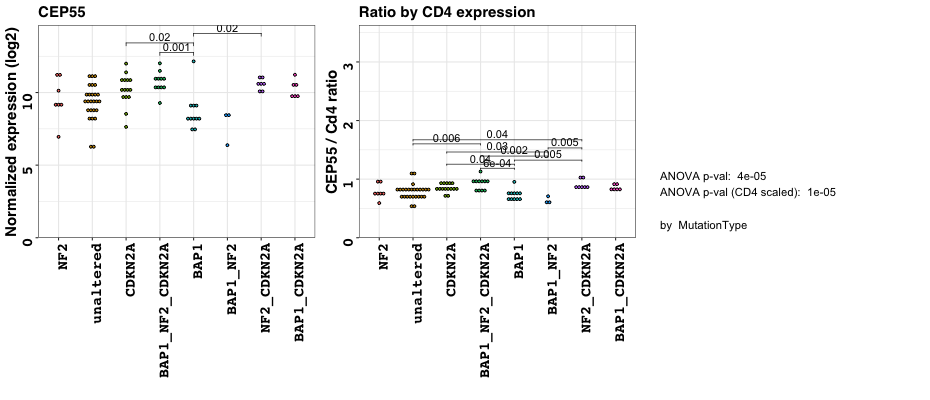 CEP55
Normalized expression (log2)
0
5
10
0.02
0.001
0.02
NF2
unaltered
CDKN2A
BAP1_NF2_CDKN2A
BAP1
BAP1_NF2
NF2_CDKN2A
BAP1_CDKN2A
Ratio by CD4 expression
CEP55 / Cd4 ratio
0
1
2
3
0.04
0.006
0.005
0.03
0.002
0.005
0.04
6e-04
NF2
unaltered
CDKN2A
BAP1_NF2_CDKN2A
BAP1
BAP1_NF2
NF2_CDKN2A
BAP1_CDKN2A
ANOVA p-val: 4e-05
ANOVA p-val (CD4 scaled): 1e-05
by MutationType